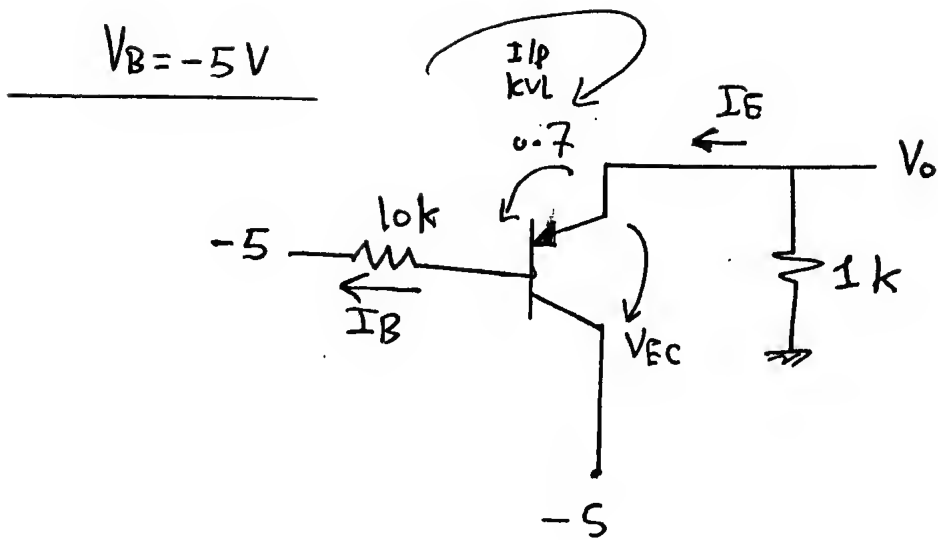 VB = -5 V
I/P
KVL
0.7
IE
Vo
10k
-5
IB
1k
VEC
-5